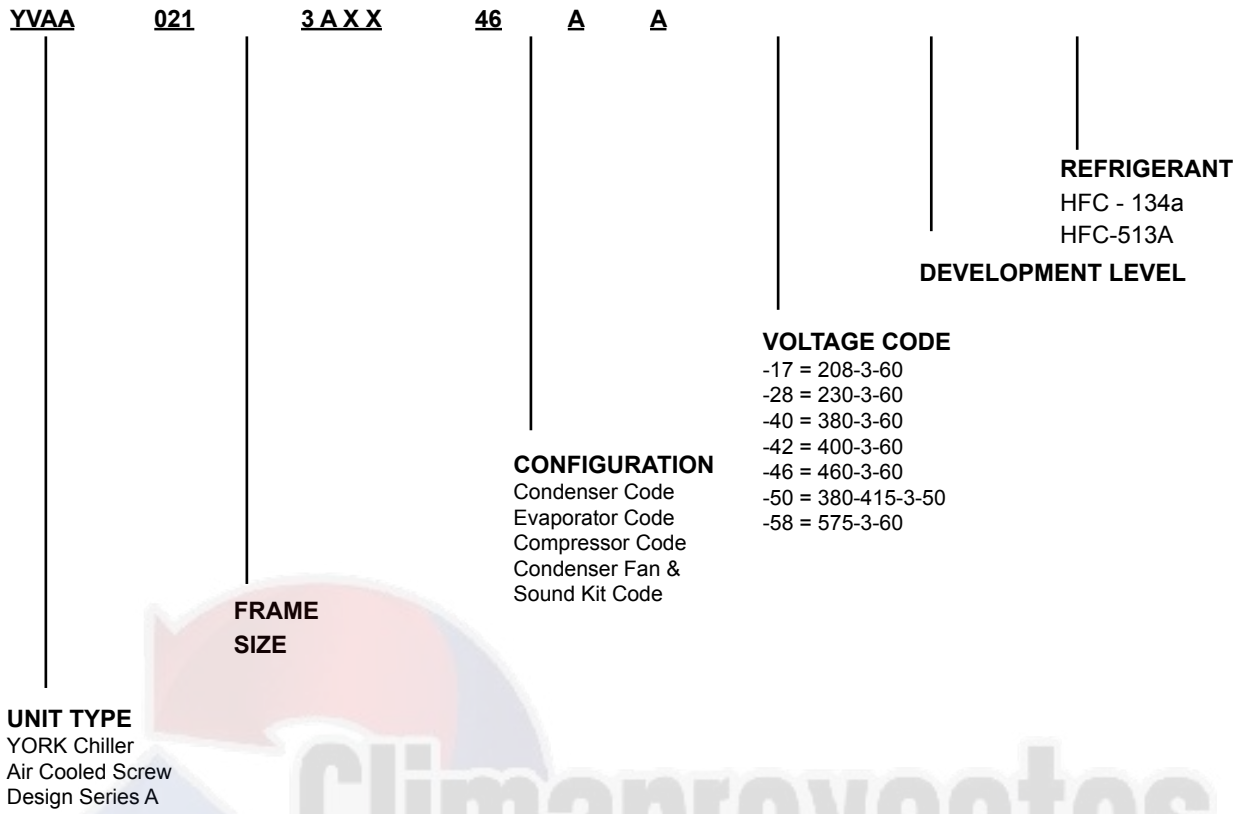 YVAA 021 3 A X X 46 A A
REFRIGERANT
HFC - 134a
HFC-513A
DEVELOPMENT LEVEL
VOLTAGE CODE
-17 = 208-3-60
-28 = 230-3-60
-40 = 380-3-60
-42 = 400-3-60
-46 = 460-3-60
-50 = 380-415-3-50
-58 = 575-3-60
CONFIGURATION
Condenser Code
Evaporator Code
Compressor Code
Condenser Fan &
Sound Kit Code
FRAME
SIZE
UNIT TYPE
YORK Chiller
Air Cooled Screw
Design Series A
Climaproyectos